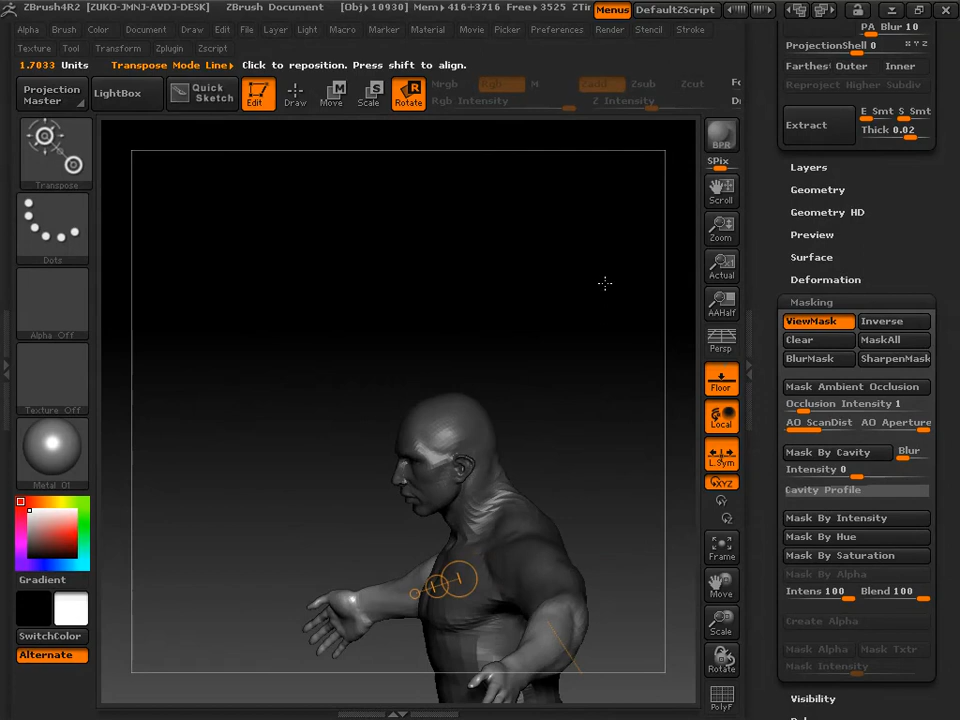 ZBrush 4R2 [ZUKO-JMNJ-AVDJ-DESK] ZBrush Document [Obj▹10930] Mem▹416+3716 Free▹3525 ZTi Menus DefaultZScript
Alpha Brush Color Document Draw Edit File Layer Light Macro Marker Material Movie Picker Preferences Render Stencil Stroke
Texture Tool Transform Zplugin Zscript
1.7033 Units Transpose Mode Line▹ Click to reposition. Press shift to align.
Projection Master LightBox Quick Sketch Edit Draw Move Scale Rotate
Mrgb Rgb M Zadd Zsub Zcut Fo
Rgb Intensity Z Intensity Dr
Transpose
Dots
Alpha Off
Texture Off
Metal 01
Gradient
SwitchColor
Alternate
BPR
SPix
Scroll
Zoom
Actual
AAHalf
Persp
Floor
Local
L.Sym
XYZ
Y
Z
Frame
Move
Scale
Rotate
PolyF
PA Blur 10
ProjectionShell 0 X Y Z
Farthest Outer Inner
Reproject Higher Subdiv
Extract E Smt S Smt
Thick 0.02
Layers
Geometry
Geometry HD
Preview
Surface
Deformation
Masking
ViewMask Inverse
Clear MaskAll
BlurMask SharpenMask
Mask Ambient Occlusion
Occlusion Intensity 1
AO ScanDist AO Aperture
Mask By Cavity Blur
Intensity 0
Cavity Profile
Mask By Intensity
Mask By Hue
Mask By Saturation
Mask By Alpha
Intens 100 Blend 100
Create Alpha
Mask Alpha Mask Txtr
Mask Intensity
Visibility